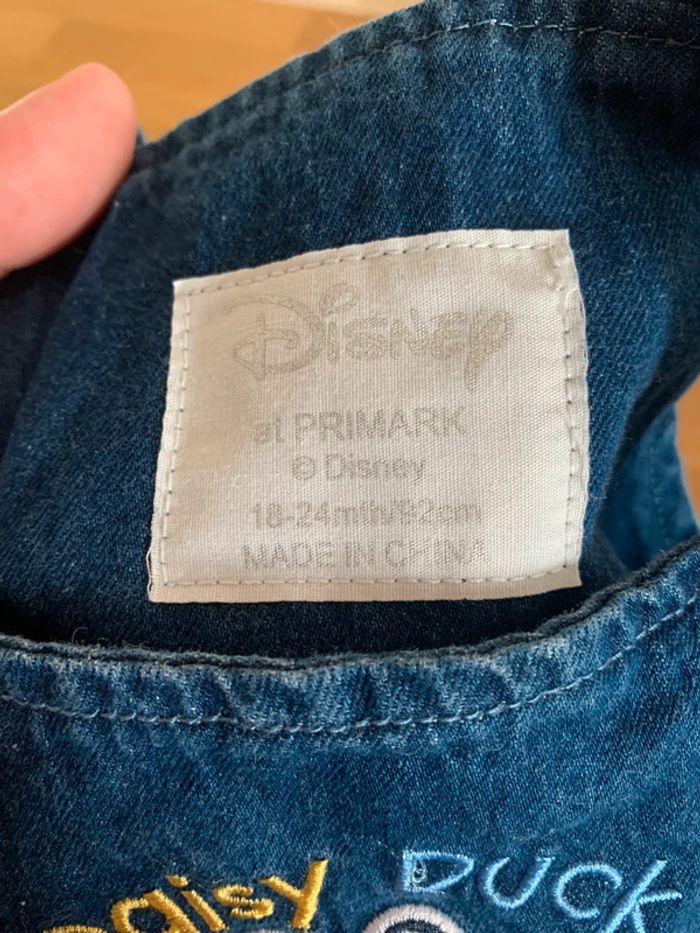 Disney
at PRIMARK
© Disney
18-24mth/92cm
MADE IN CHINA
Daisy DUCK